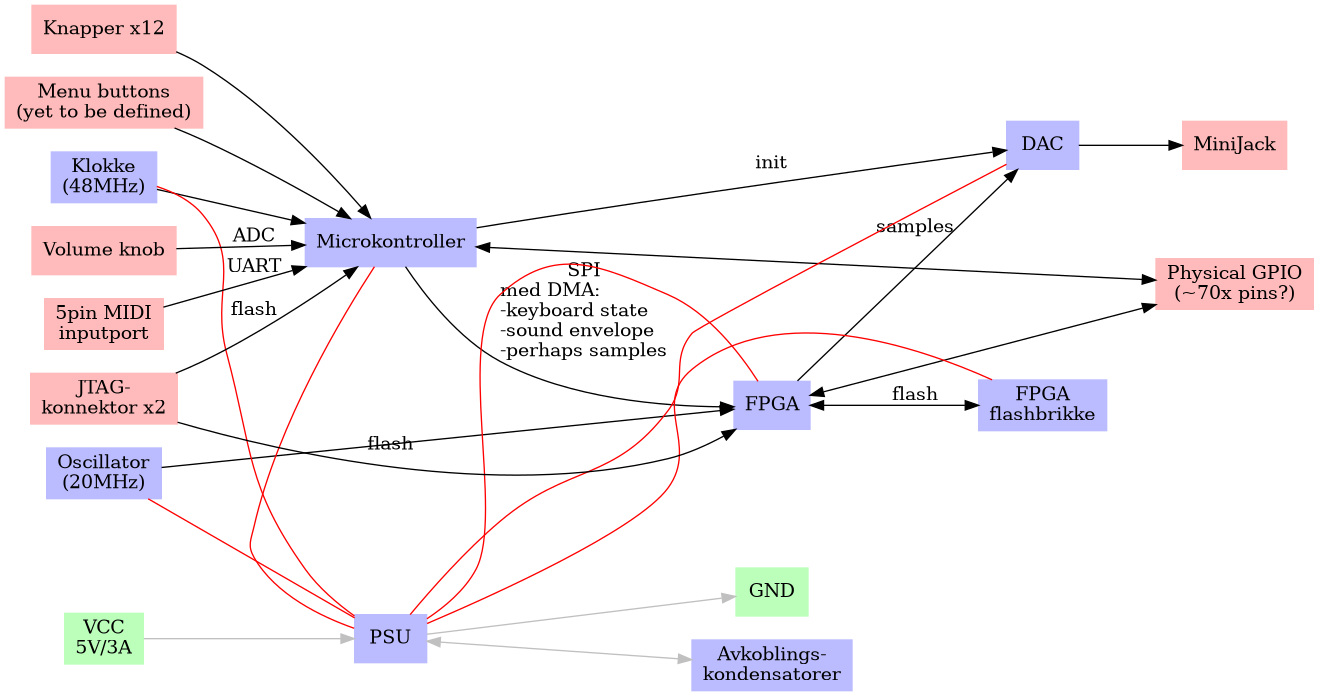 Knapper x12
Menu buttons
(yet to be defined)
Klokke
(48MHz)
Volume knob
5pin MIDI
inputport
JTAG-
konnektor x2
Oscillator
(20MHz)
VCC
5V/3A
ADC
UART
flash
flash
Microkontroller
PSU
SPI
med DMA:
-keyboard state
-sound envelope
-perhaps samples
init
FPGA
GND
Avkoblings-
kondensatorer
samples
flash
DAC
FPGA
flashbrikke
MiniJack
Physical GPIO
(~70x pins?)